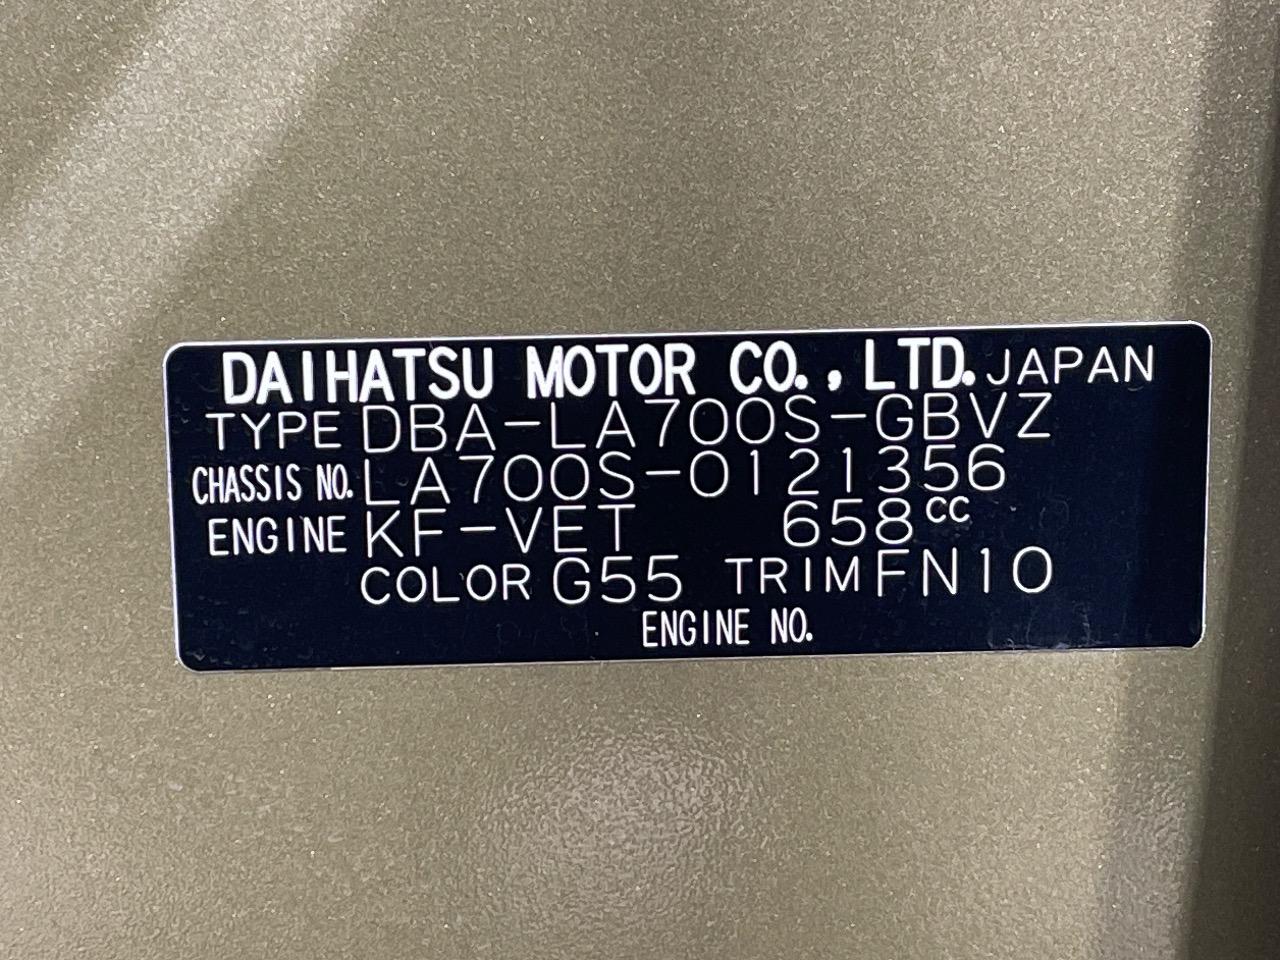 DAIHATSU MOTOR CO., LTD. JAPAN
TYPE DBA-LA700S-GBVZ
CHASSIS NO. LA700S-0121356
ENGINE KF-VET 658cc
COLOR G55 TRIM FN10
ENGINE NO.